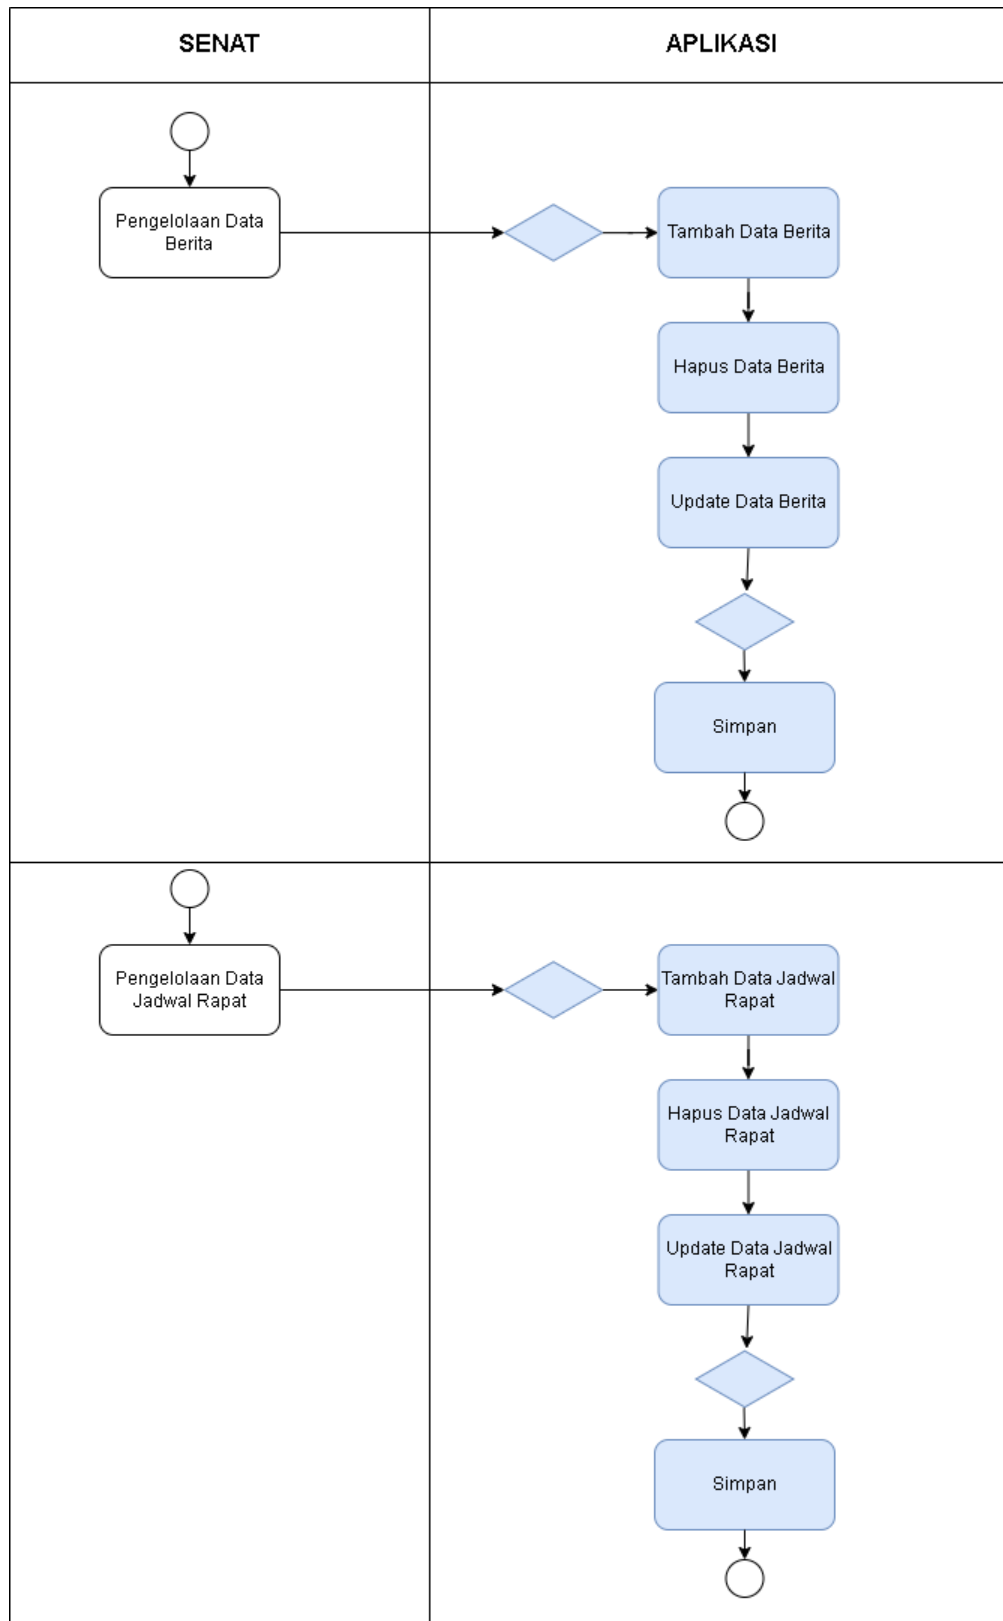 SENAT
APLIKASI
Pengelolaan Data
Berita
Tambah Data Berita
Hapus Data Berita
Update Data Berita
Simpan
Pengelolaan Data
Jadwal Rapat
Tambah Data Jadwal
Rapat
Hapus Data Jadwal
Rapat
Update Data Jadwal
Rapat
Simpan